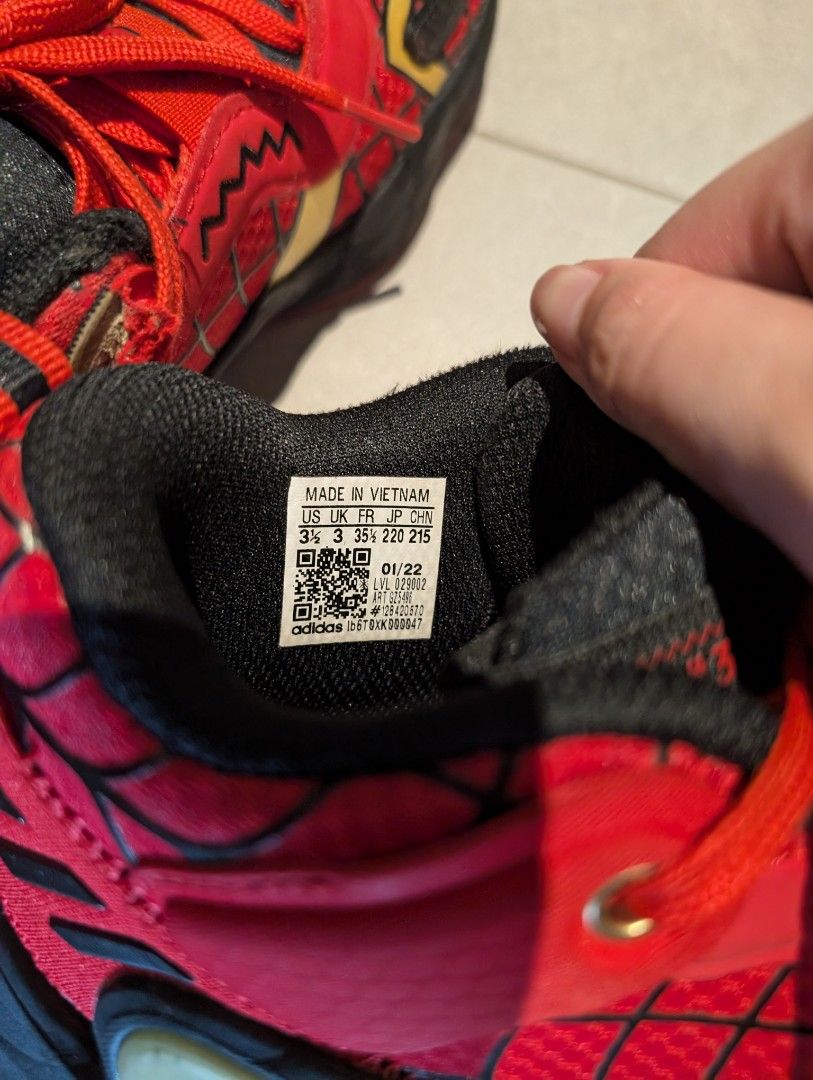 MADE IN VIETNAM
US UK FR JP CHN
3½ 3 35½ 220 215
01/22
LVL 029002
ART
#128420570
adidas 1b6T0XK000047